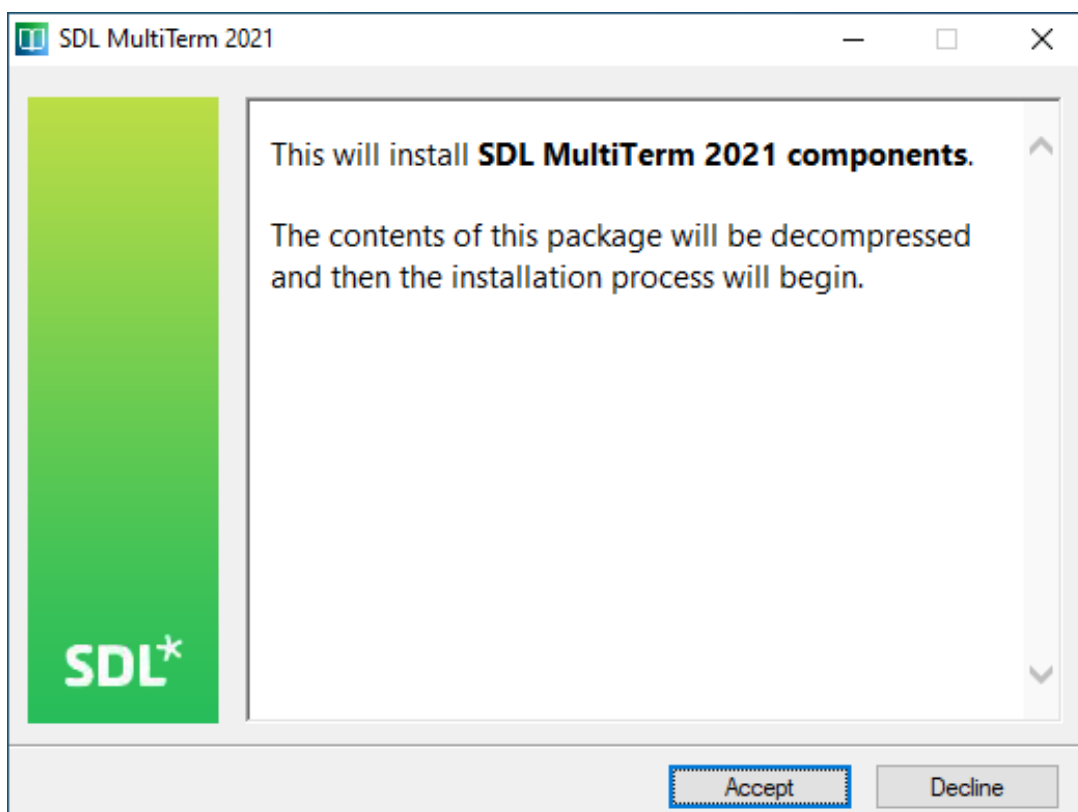 SDL MultiTerm 2021
This will install SDL MultiTerm 2021 components.
The contents of this package will be decompressed
and then the installation process will begin.
SDL*
Accept
Decline